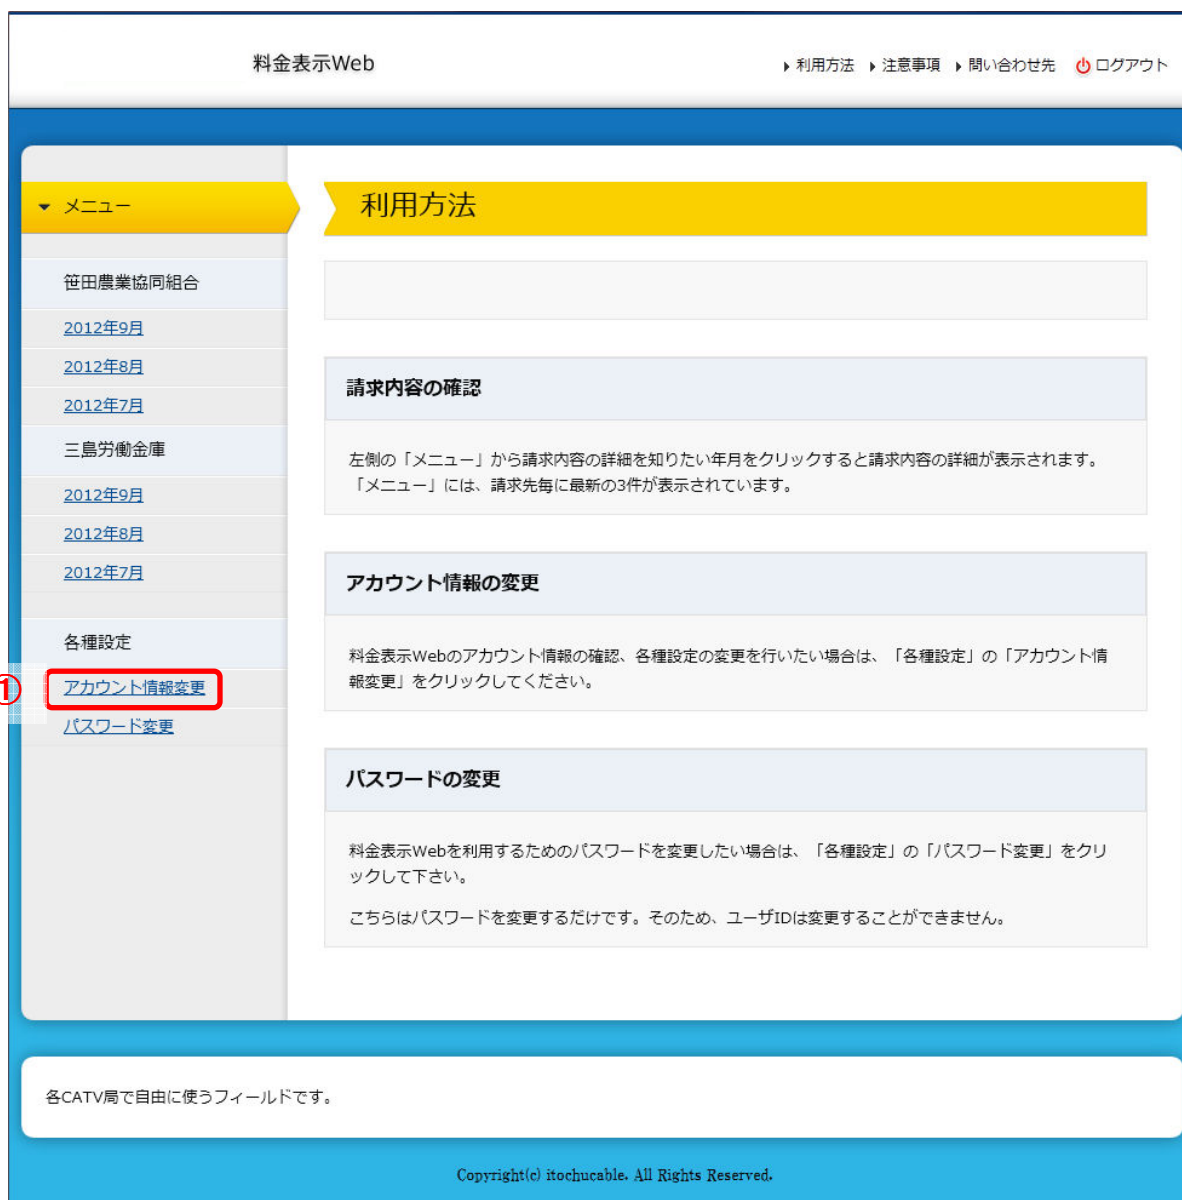 料金表示Web
利用方法 注意事項 問い合わせ先 ログアウト
メニュー
笹田農業協同組合
2012年9月
2012年8月
2012年7月
三島労働金庫
2012年9月
2012年8月
2012年7月
各種設定
①
アカウント情報変更
パスワード変更
利用方法
請求内容の確認
左側の「メニュー」から請求内容の詳細を知りたい年月をクリックすると請求内容の詳細が表示されます。
「メニュー」には、請求先毎に最新の3件が表示されています。
アカウント情報の変更
料金表示Webのアカウント情報の確認、各種設定の変更を行いたい場合は、「各種設定」の「アカウント情
報変更」をクリックしてください。
パスワードの変更
料金表示Webを利用するためのパスワードを変更したい場合は、「各種設定」の「パスワード変更」をクリ
ックして下さい。
こちらはパスワードを変更するだけです。そのため、ユーザIDは変更することができません。
各CATV局で自由に使うフィールドです。
Copyright(c) itochucable. All Rights Reserved.